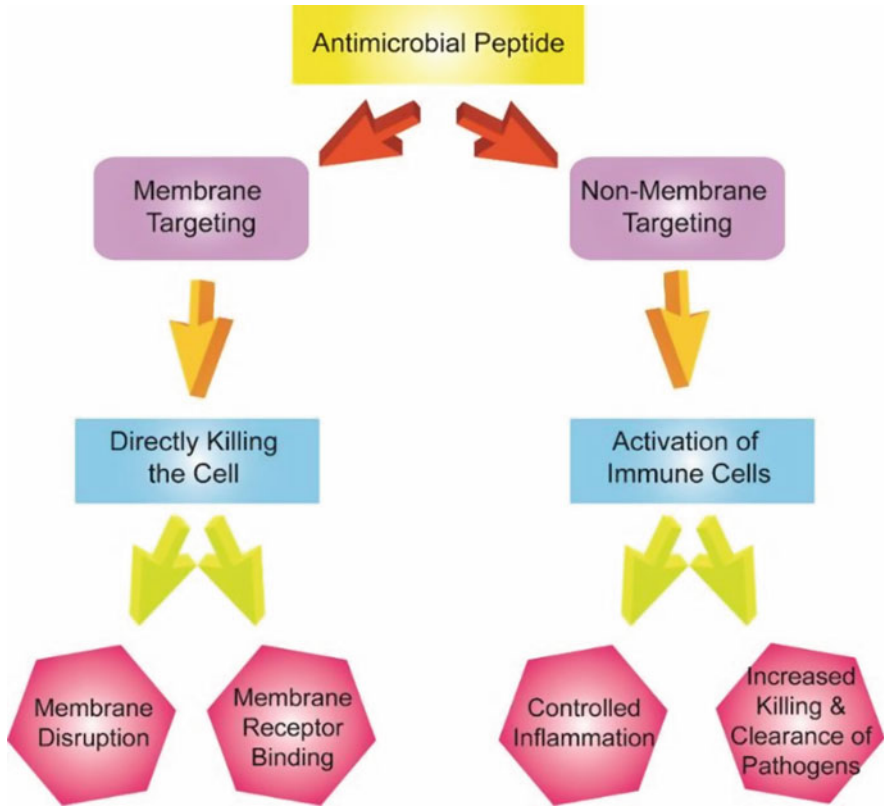 Antimicrobial Peptide
Membrane
Targeting
Non-Membrane
Targeting
Directly Killing
the Cell
Activation of
Immune Cells
Membrane
Disruption
Membrane
Receptor
Binding
Controlled
Inflammation
Increased
Killing &
Clearance of
Pathogens